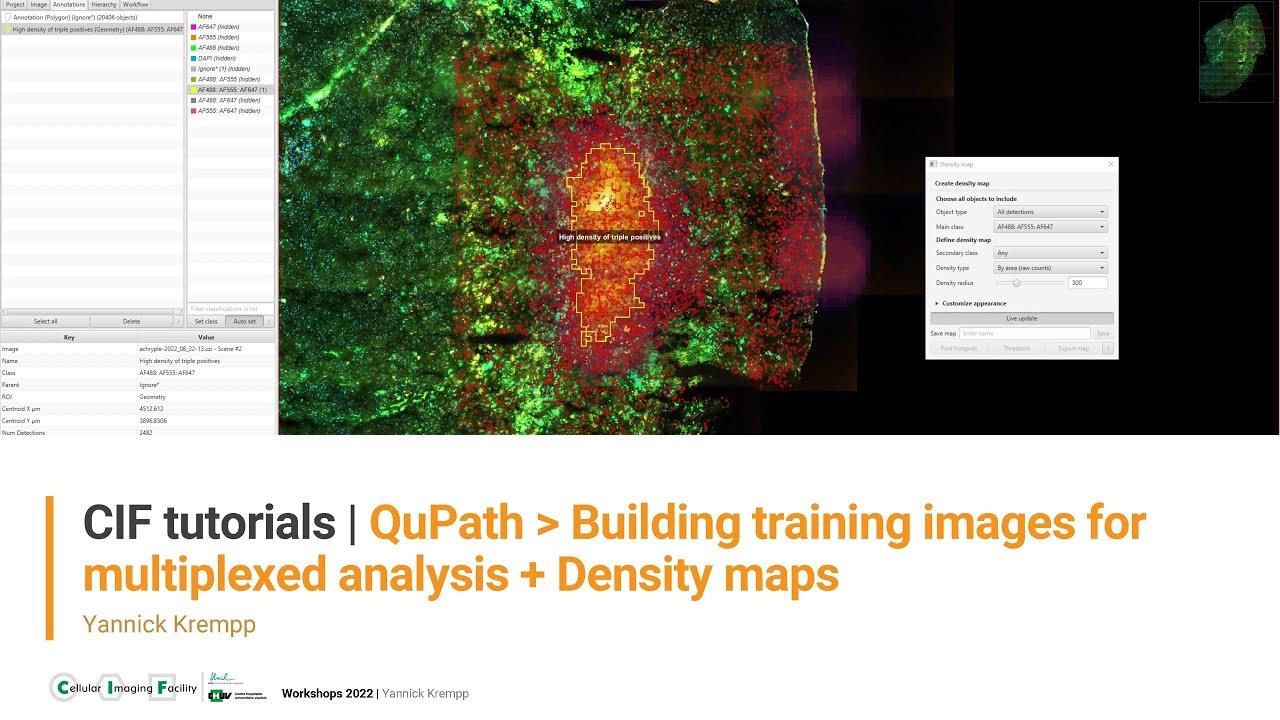 Project Image Annotations Hierarchy Workflow
Annotation (Polygon) (Ignore*) (20406 objects)
High density of triple positives (Geometry) (AF488: AF555: AF647
None
AF647 (hidden)
AF555 (hidden)
AF488 (hidden)
DAPI (hidden)
Ignore* (1) (hidden)
AF488: AF555 (hidden)
AF488: AF555: AF647 (1)
AF488: AF647 (hidden)
AF555: AF647 (hidden)
Filter classifications in list
Select all Delete Set class Auto set
Key Value
Image achryple-2022_08_22-13.czi - Scene #2
Name High density of triple positives
Class AF488: AF555: AF647
Parent Ignore*
ROI Geometry
Centroid X µm 4512.612
Centroid Y µm 3896.8506
Num Detections 2482
High density of triple positives
Density map
Create density map
Choose all objects to include
Object type All detections
Main class AF488: AF555: AF647
Define density map
Secondary class Any
Density type By area (raw counts)
Density radius 300
Customize appearance
Live update
Save map Enter name Save
Find hotspots Threshold Export map
CIF tutorials | QuPath > Building training images for
multiplexed analysis + Density maps
Yannick Krempp
Cellular Imaging Facility
Unil
Workshops 2022 | Yannick Krempp